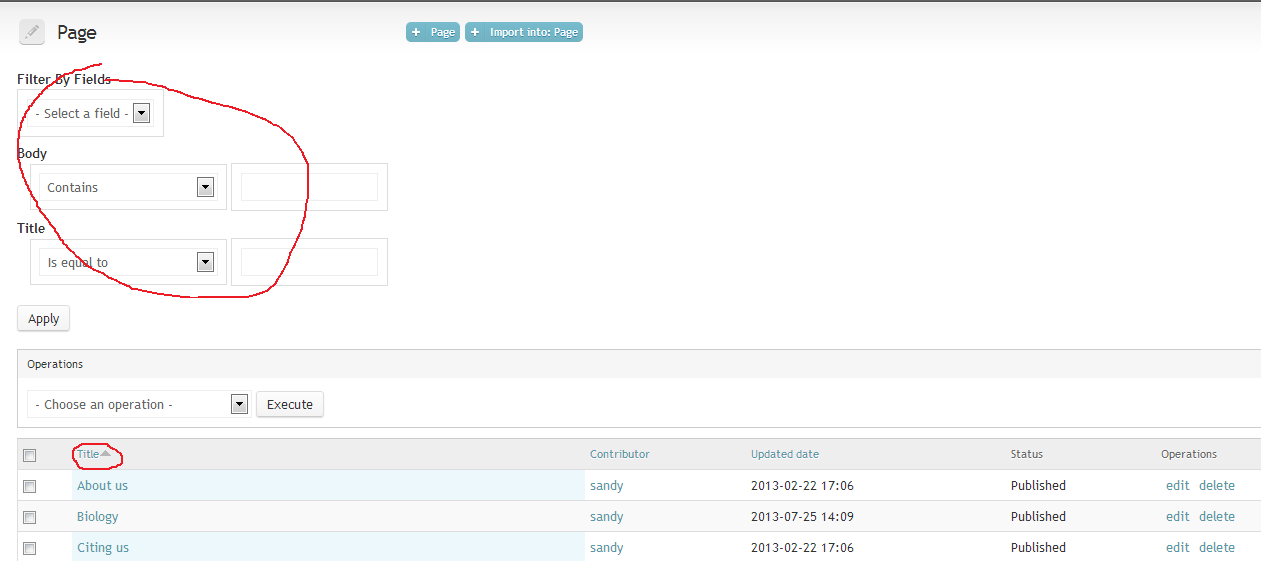 Page + Page + Import into: Page
Filter By Fields
- Select a field -
Body
Contains
Title
Is equal to
Apply
Operations
- Choose an operation - Execute
Title Contributor Updated date Status Operations
About us sandy 2013-02-22 17:06 Published edit delete
Biology sandy 2013-07-25 14:09 Published edit delete
Citing us sandy 2013-02-22 17:06 Published edit delete